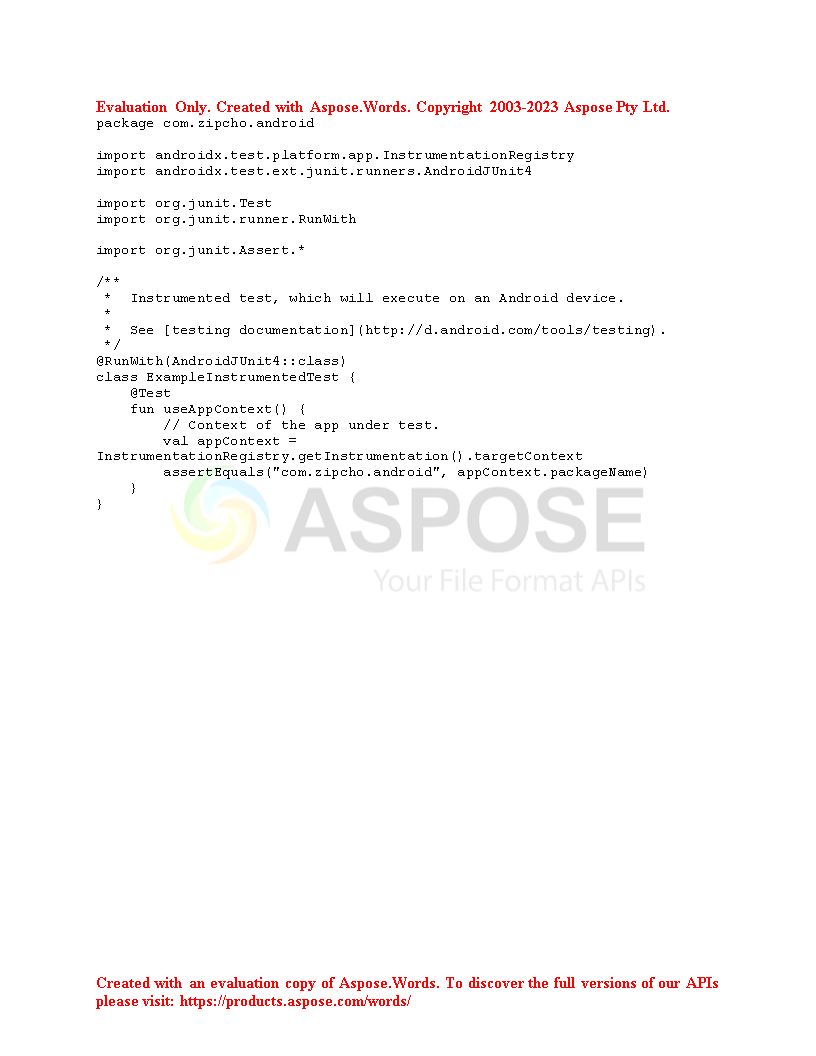 Evaluation Only. Created with Aspose.Words. Copyright 2003-2023 Aspose Pty Ltd.
package com.zipcho.android

import androidx.test.platform.app.InstrumentationRegistry
import androidx.test.ext.junit.runners.AndroidJUnit4

import org.junit.Test
import org.junit.runner.RunWith

import org.junit.Assert.*

/**
 *  Instrumented test, which will execute on an Android device.
 *
 *  See [testing documentation](http://d.android.com/tools/testing).
 */
@RunWith(AndroidJUnit4::class)
class ExampleInstrumentedTest {
    @Test
    fun useAppContext() {
        // Context of the app under test.
        val appContext =
InstrumentationRegistry.getInstrumentation().targetContext
        assertEquals("com.zipcho.android", appContext.packageName)
    }
}
ASPOSE
Your File Format APIs
Created with an evaluation copy of Aspose.Words. To discover the full versions of our APIs
please visit: https://products.aspose.com/words/